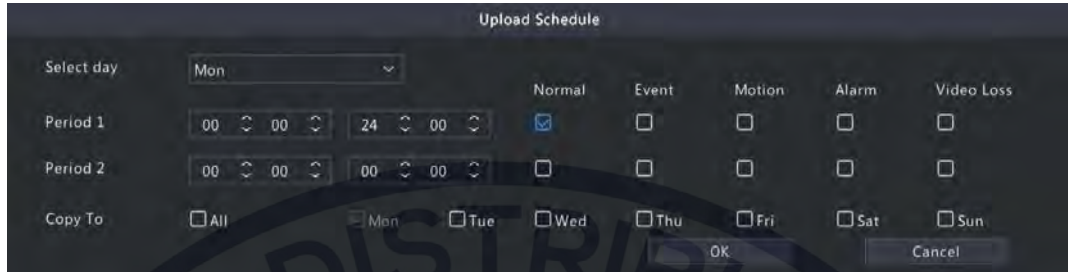 Upload Schedule
Select day Mon
Normal Event Motion Alarm Video Loss
Period 1 00 00 24 00
Period 2 00 00 00 00
Copy To All Mon Tue Wed Thu Fri Sat Sun
OK Cancel
DISTRI